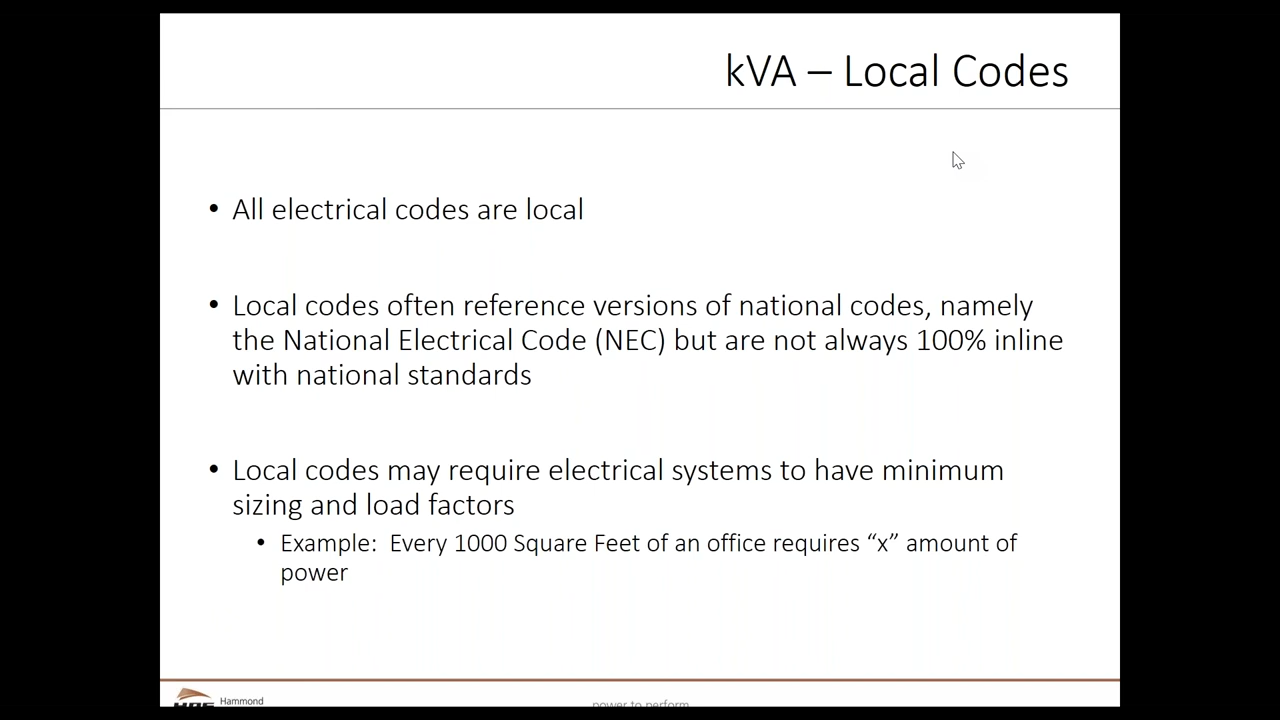 kVA – Local Codes
• All electrical codes are local
• Local codes often reference versions of national codes, namely
the National Electrical Code (NEC) but are not always 100% inline
with national standards
• Local codes may require electrical systems to have minimum
sizing and load factors
• Example:  Every 1000 Square Feet of an office requires “x” amount of
power
Hammond
power to perform